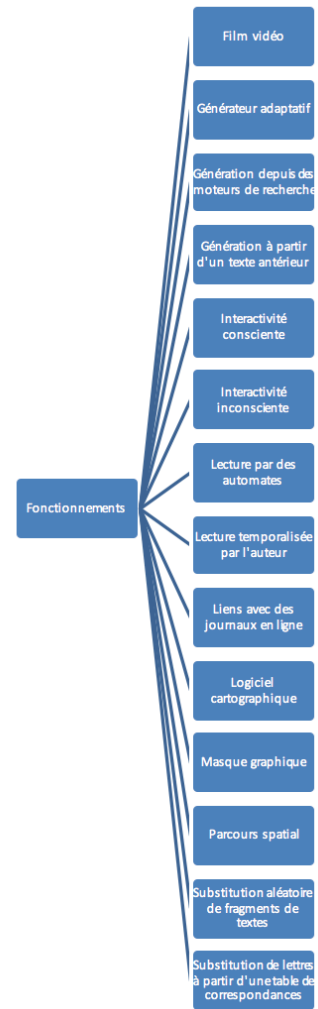 Film vidéo
Générateur adaptatif
Génération depuis des
moteurs de recherche
Génération à partir
d'un texte antérieur
Interactivité
consciente
Interactivité
inconsciente
Lecture par des
automates
Fonctionnements
Lecture temporalisée
par l'auteur
Liens avec des
journaux en ligne
Logiciel
cartographique
Masque graphique
Parcours spatial
Substitution aléatoire
de fragments de
textes
Substitution de lettres
à partir d'une table de
correspondances